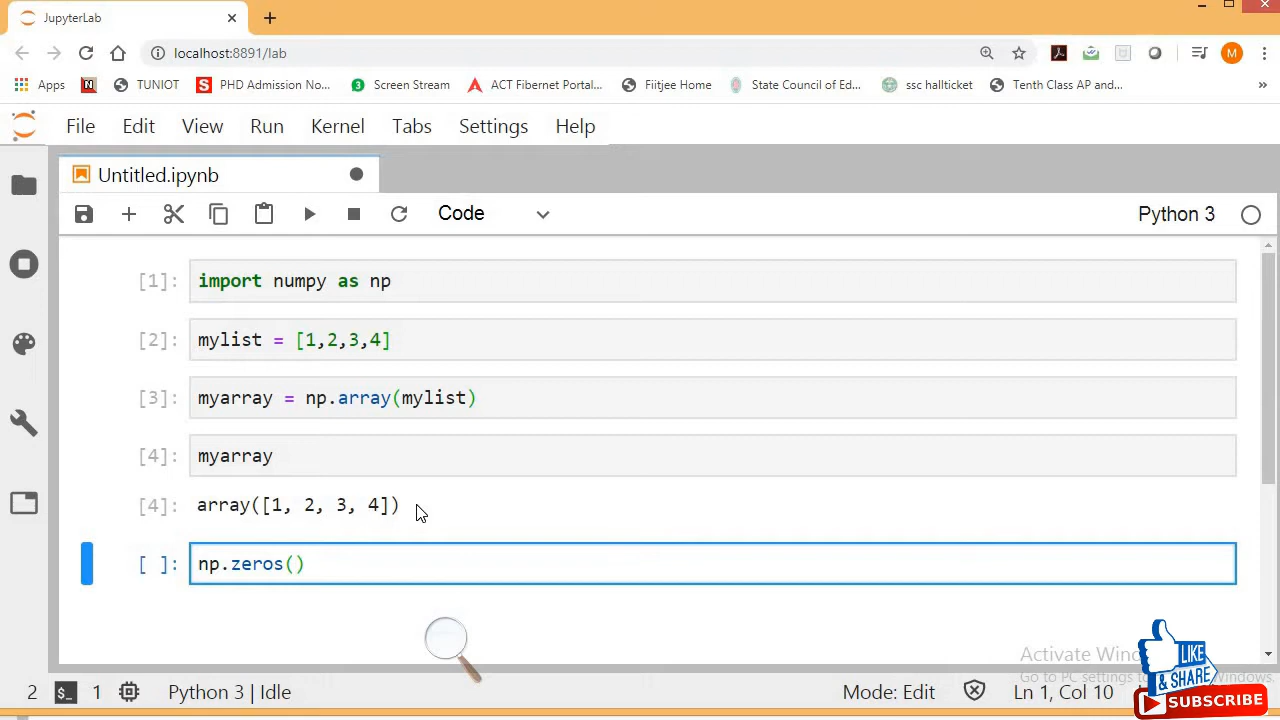 JupyterLab
localhost:8891/lab
M
Apps
N
TUNIOT
S PHD Admission No...
3 Screen Stream
ACT Fibernet Portal...
Fiitjee Home
State Council of Ed...
ssc hallticket
Tenth Class AP and...
»
File Edit View Run Kernel Tabs Settings Help
Untitled.ipynb
Code
Python 3
[1]: import numpy as np
[2]: mylist = [1,2,3,4]
[3]: myarray = np.array(mylist)
[4]: myarray
[4]: array([1, 2, 3, 4])
[ ]: np.zeros()
LIKE
& SHARE
SUBSCRIBE
Activate
Go to PC settings
2 $_ 1 Python 3 | Idle Mode: Edit Ln 1, Col 10